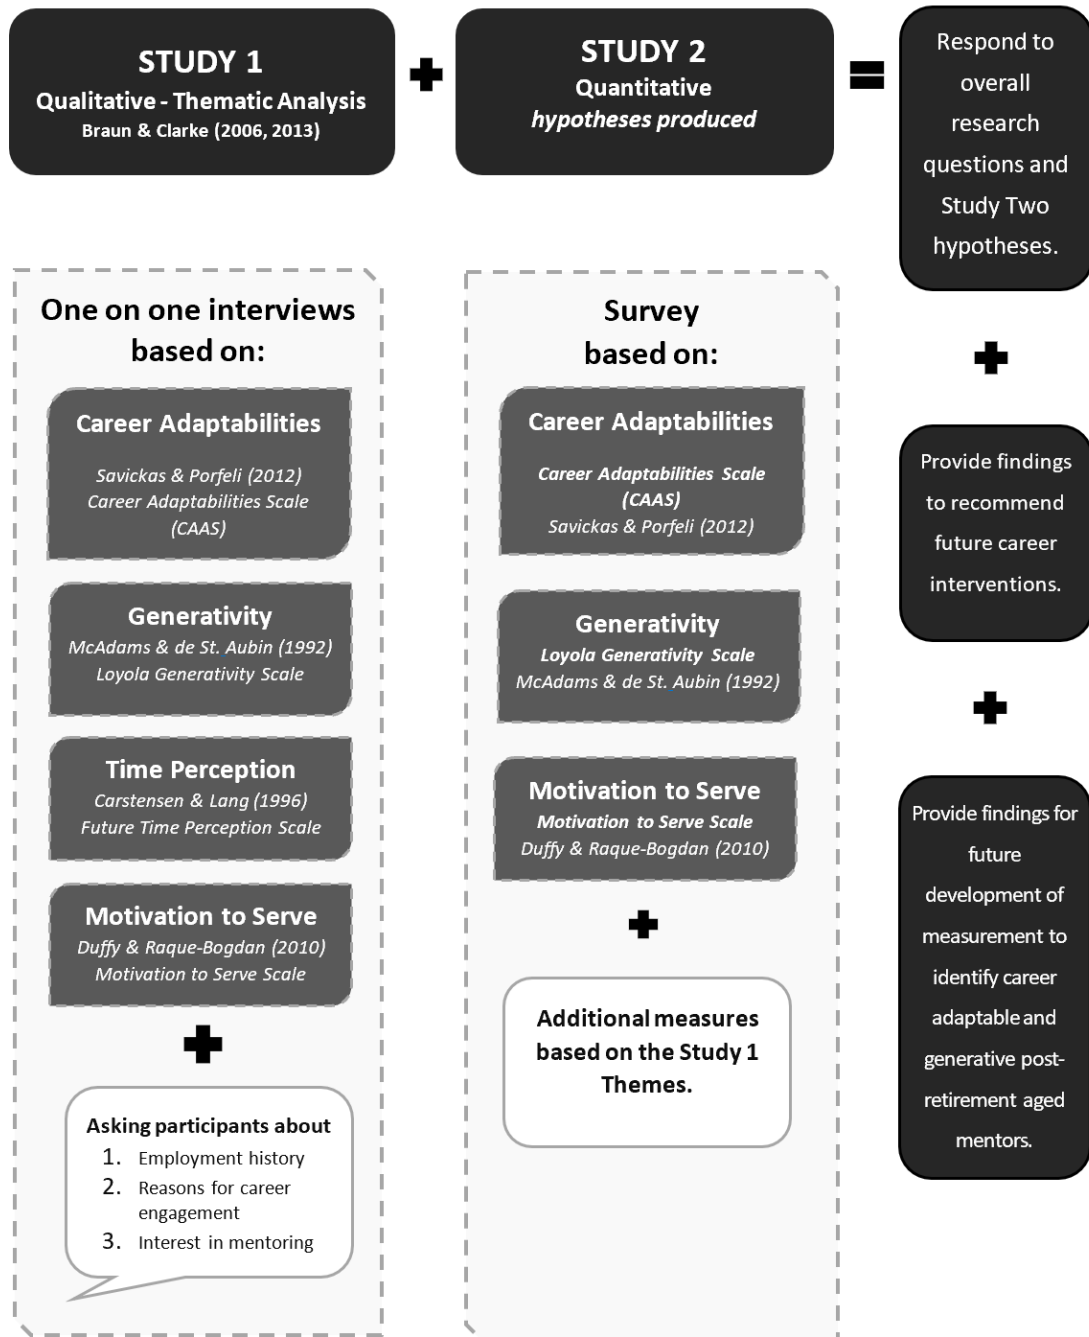 STUDY 1
Qualitative - Thematic Analysis
Braun & Clarke (2006, 2013)
STUDY 2
Quantitative
hypotheses produced
Respond to
overall
research
questions and
Study Two
hypotheses.
One on one interviews
based on:
Career Adaptabilities
Savickas & Porfeli (2012)
Career Adaptabilities Scale
(CAAS)
Generativity
McAdams & de St. Aubin (1992)
Loyola Generativity Scale
Time Perception
Carstensen & Lang (1996)
Future Time Perception Scale
Motivation to Serve
Duffy & Raque-Bogdan (2010)
Motivation to Serve Scale
Asking participants about
1. Employment history
2. Reasons for career
engagement
3. Interest in mentoring
Survey
based on:
Career Adaptabilities
Career Adaptabilities Scale
(CAAS)
Savickas & Porfeli (2012)
Generativity
Loyola Generativity Scale
McAdams & de St. Aubin (1992)
Motivation to Serve
Motivation to Serve Scale
Duffy & Raque-Bogdan (2010)
Additional measures
based on the Study 1
Themes.
Provide findings
to recommend
future career
interventions.
Provide findings for
future
development of
measurement to
identify career
adaptable and
generative post-
retirement aged
mentors.